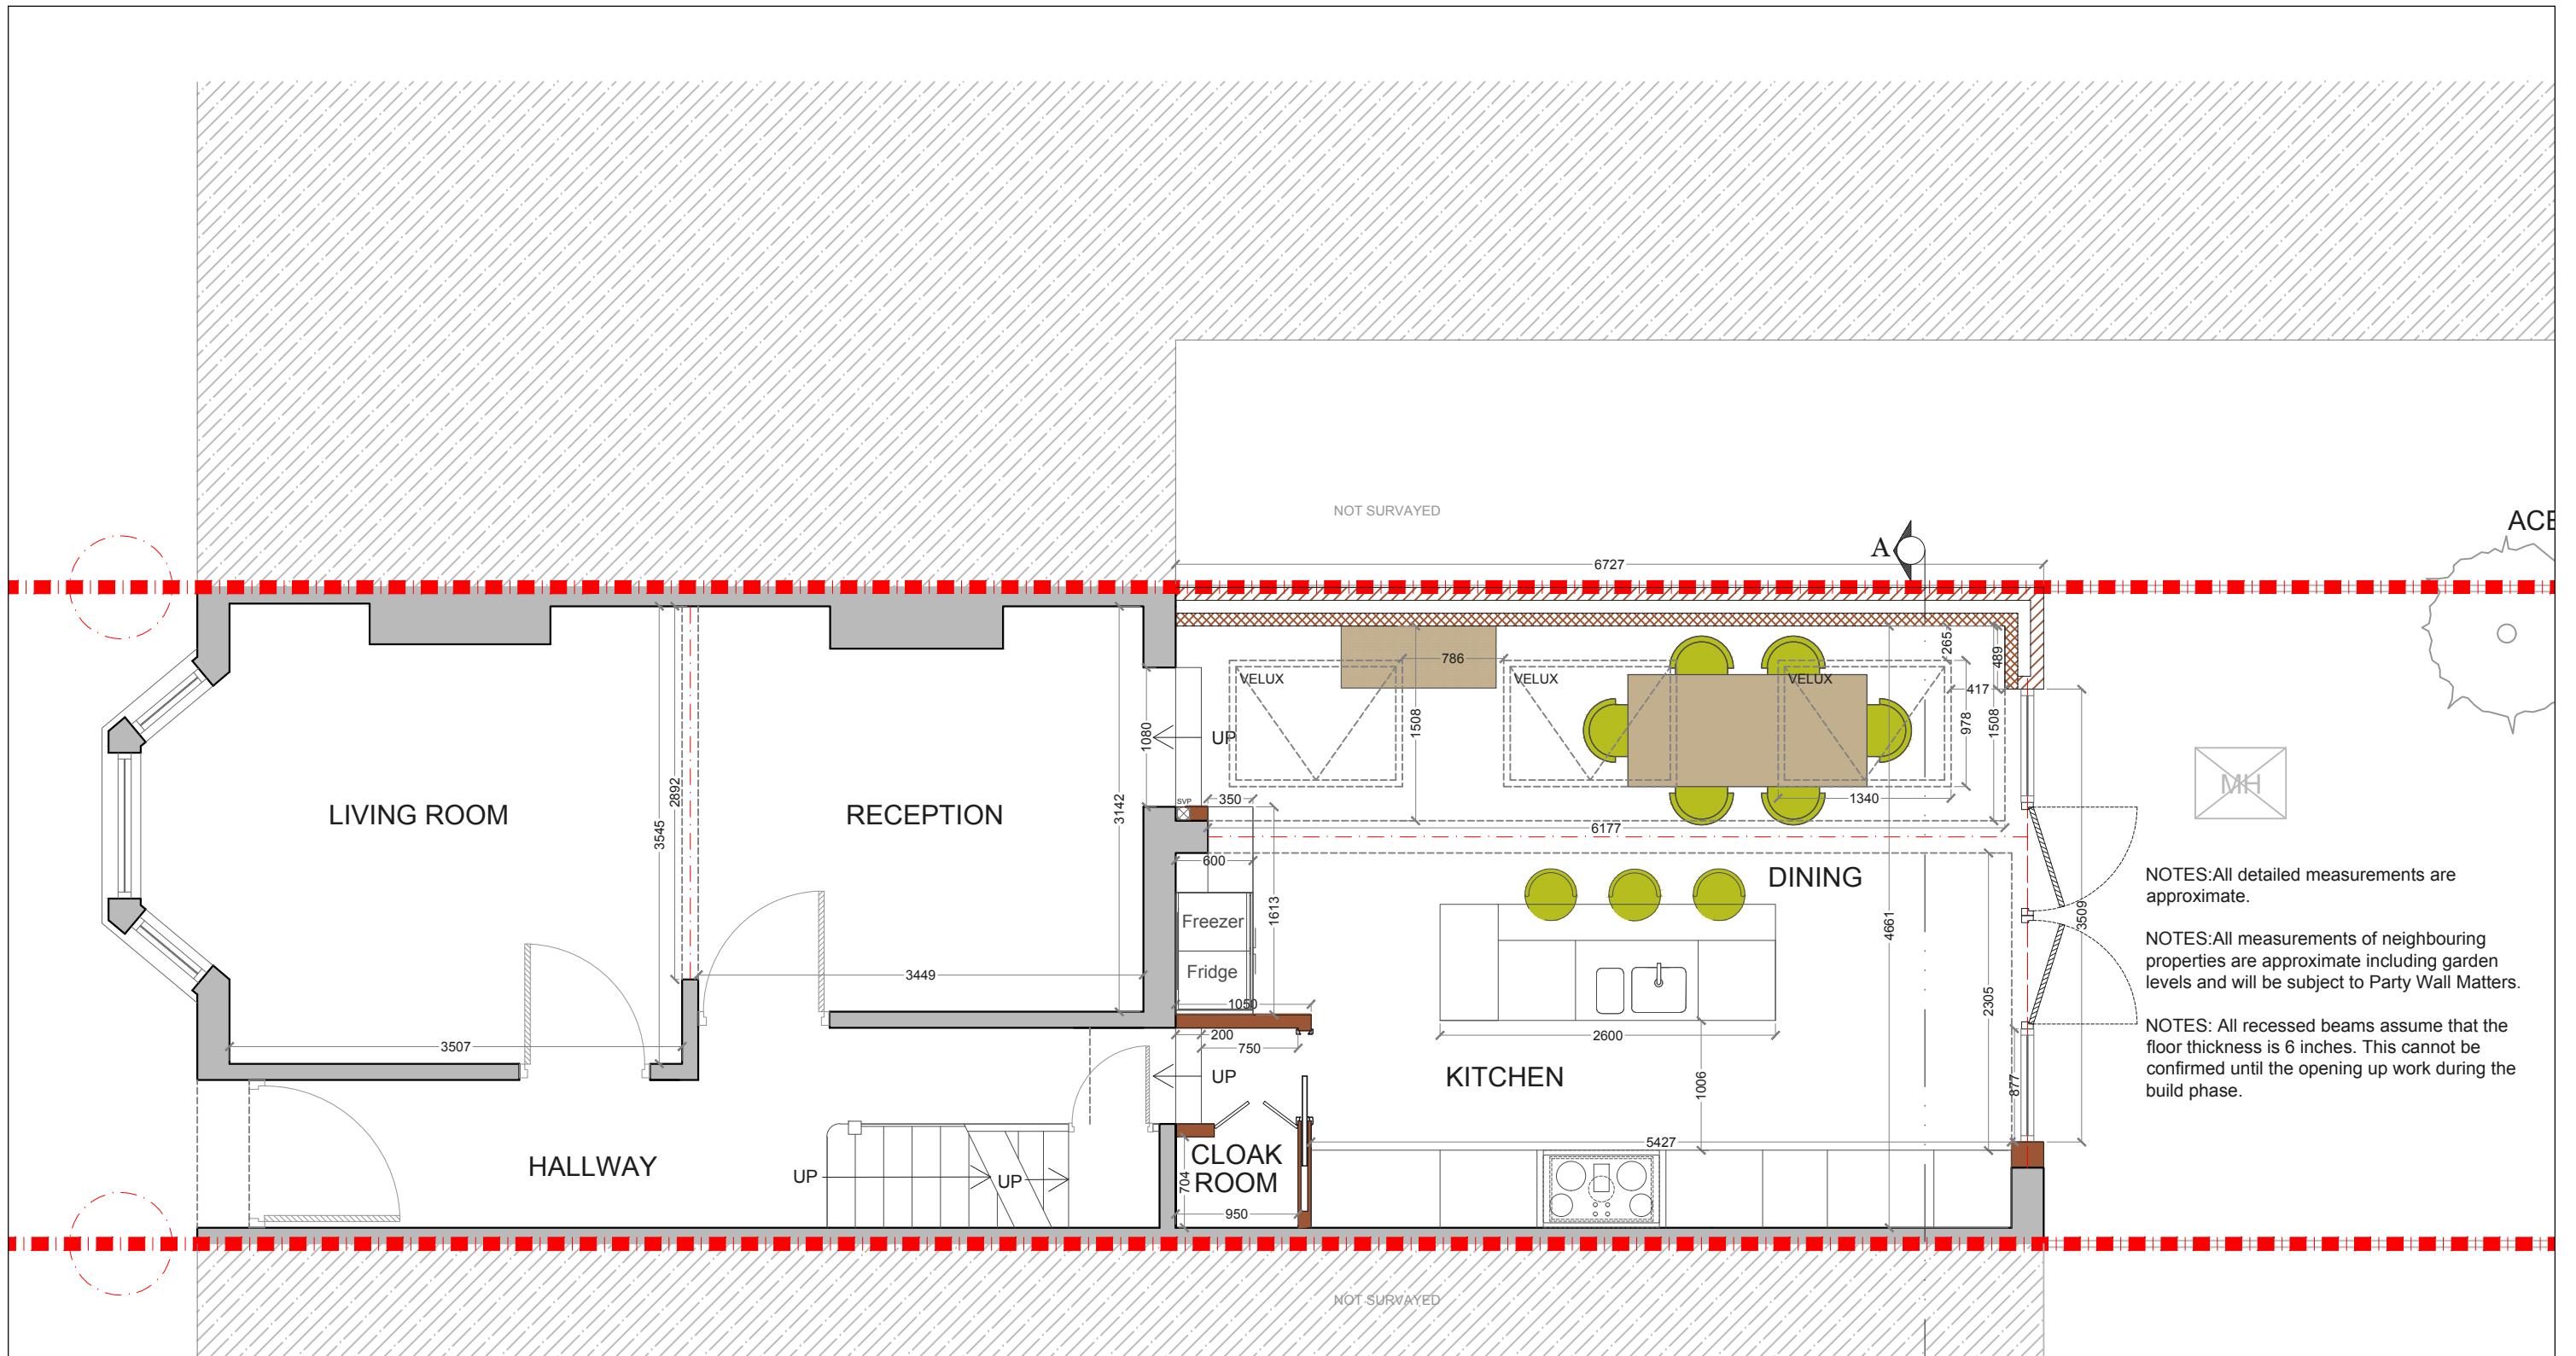 NOT SURVAYED
ACE
A
6727
265
489
786
VELUX
VELUX
VELUX
417
1508
978
1508
1080
UP
2892
3545
3142
LIVING ROOM
RECEPTION
SVP
350
1340
6177
600
DINING
1613
4661
3509
2305
MH
NOTES:All detailed measurements are
approximate.
NOTES:All measurements of neighbouring
properties are approximate including garden
levels and will be subject to Party Wall Matters.
NOTES: All recessed beams assume that the
floor thickness is 6 inches. This cannot be
confirmed until the opening up work during the
build phase.
Freezer
Fridge
3449
1050
200
750
2600
3507
UP
KITCHEN
1006
877
5427
HALLWAY
UP
UP
CLOAK
ROOM
704
950
NOT SURVAYED